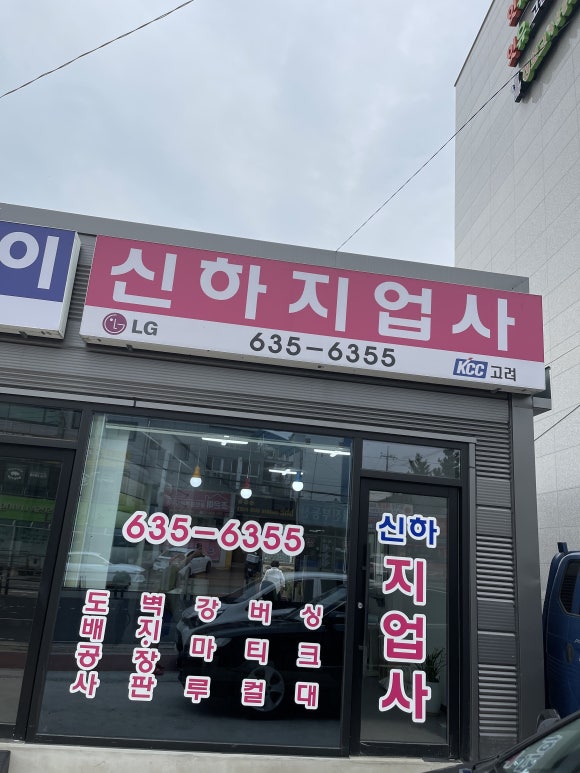 이
신하지업사
LG
635-6355
KCC 고려
635-6355
도배공사
벽지·장판
강마루
버티컬
싱크대
신하
지업사